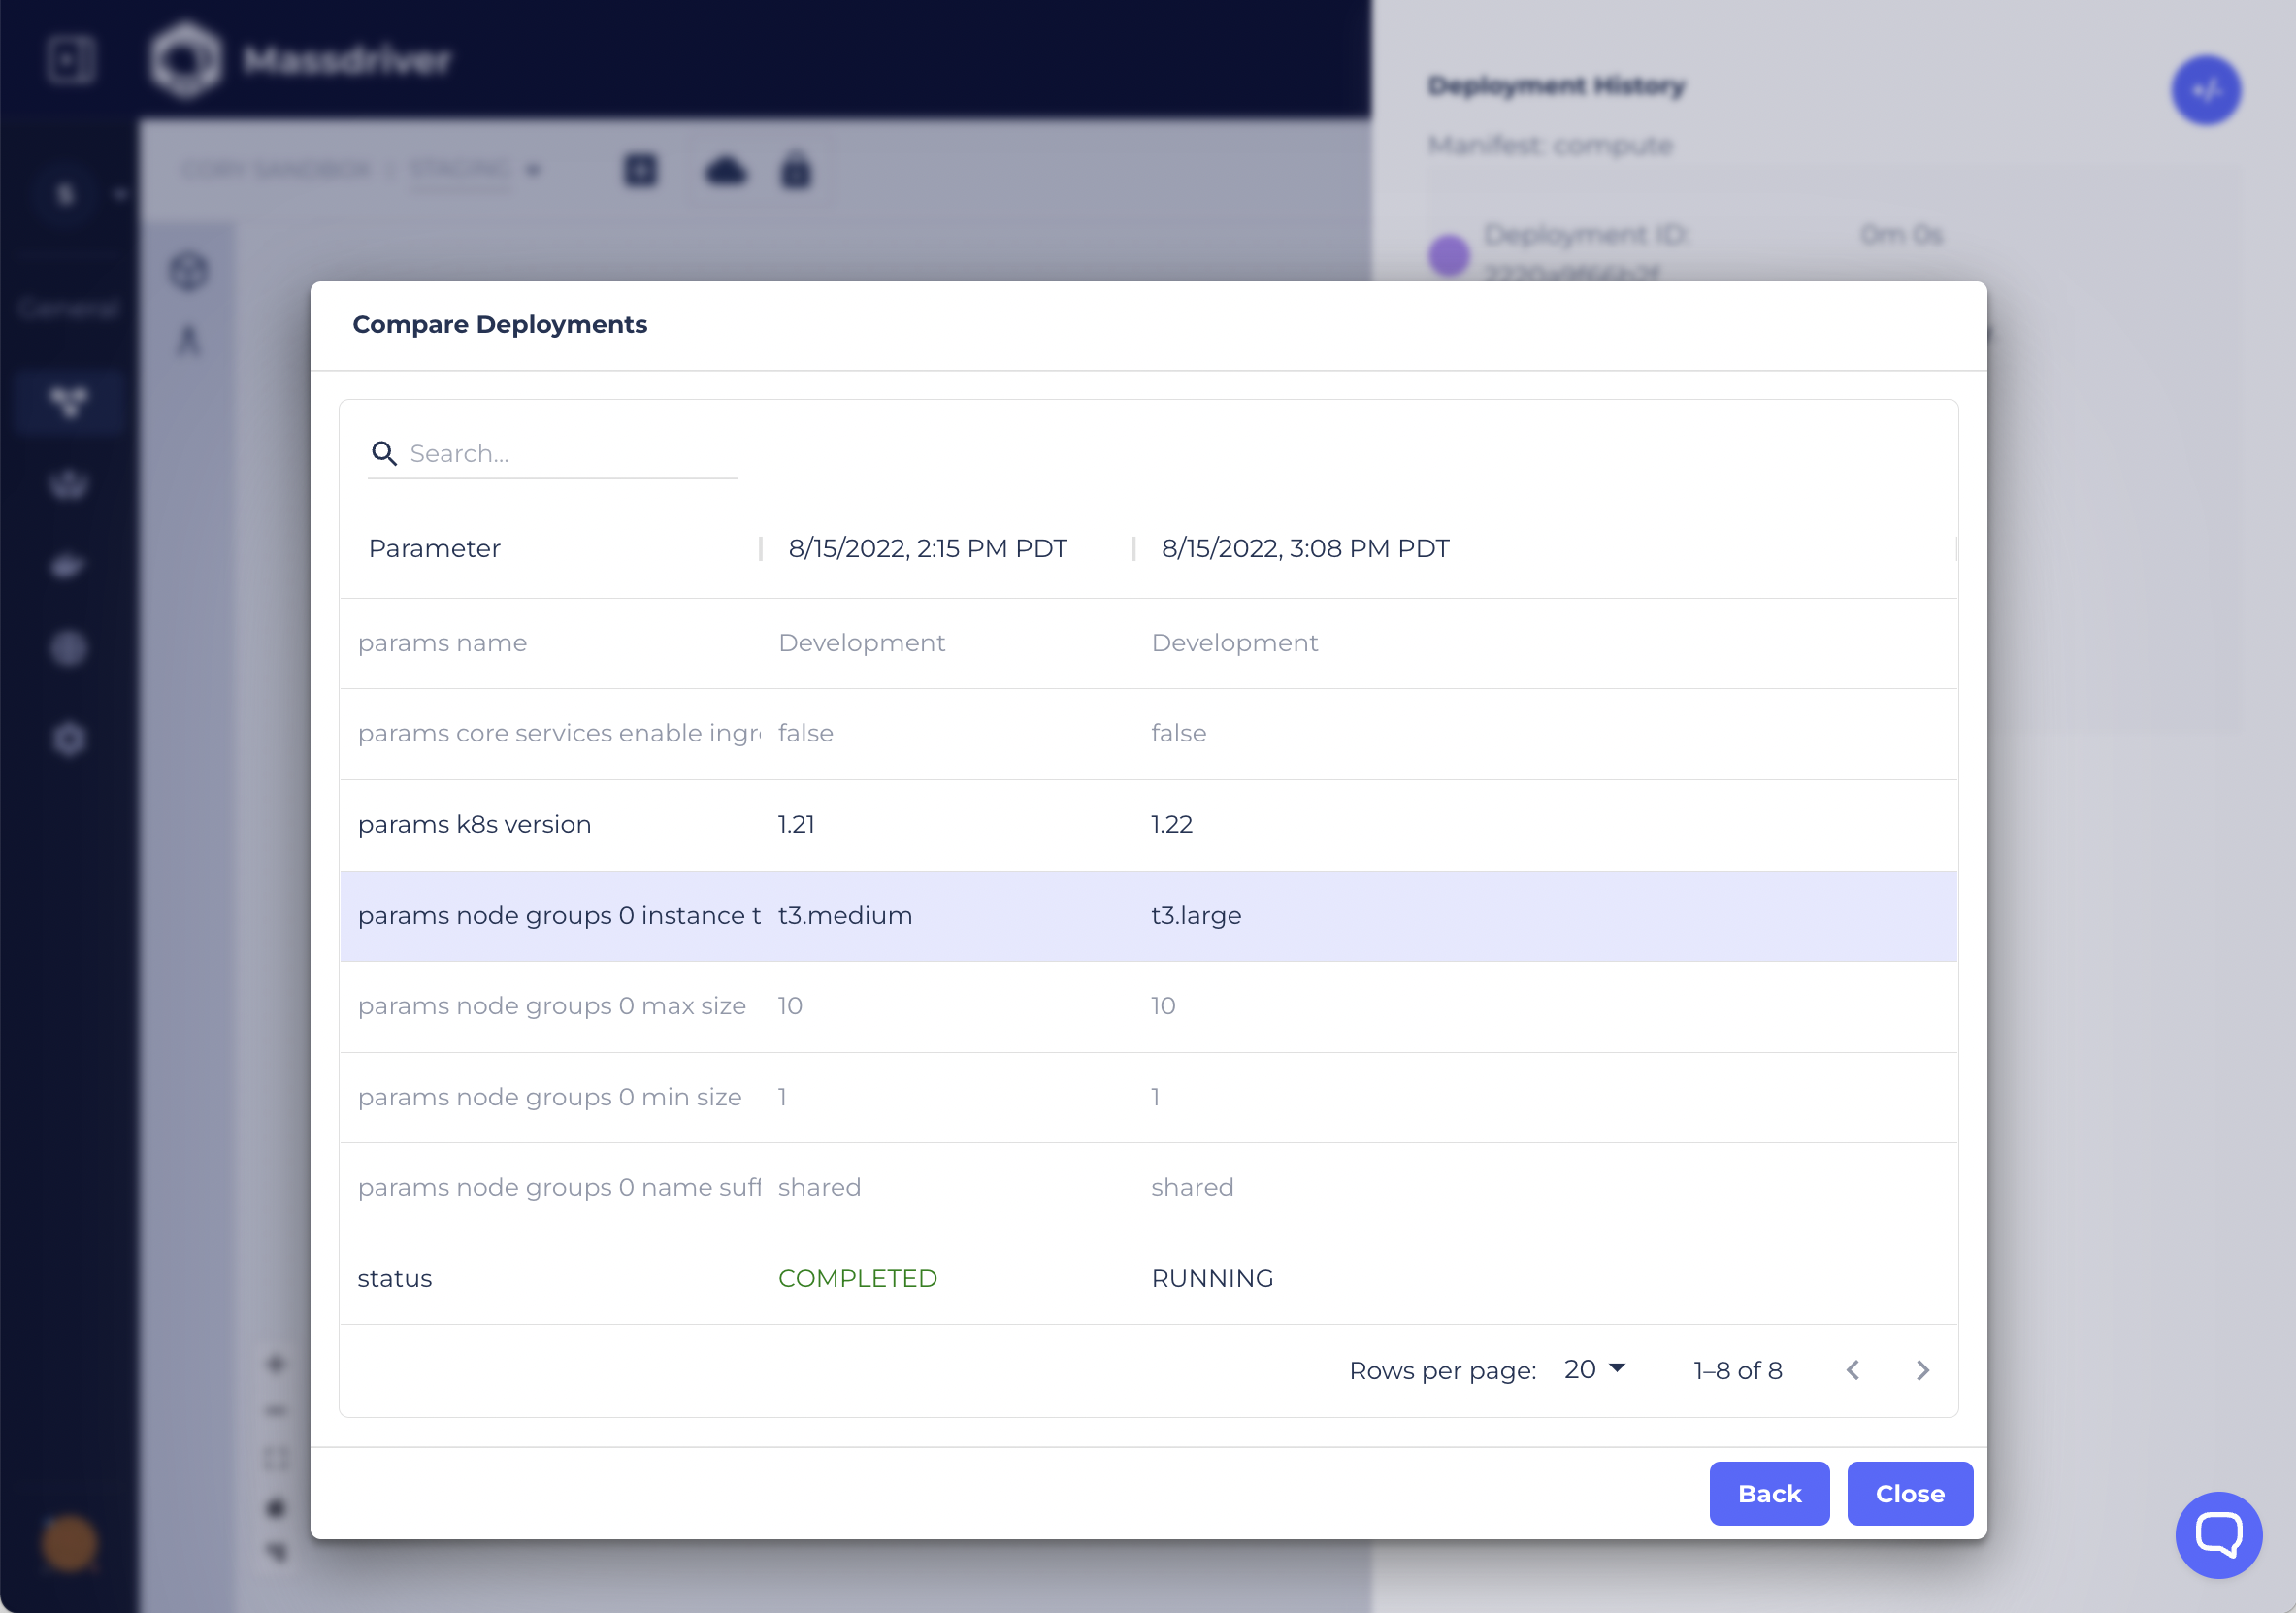 Massdriver
Deployment History
+/-
Manifest: compute
CORY SANDBOX / STAGING
S
Deployment ID:
0m 0s
2220a9f66b2f
General
Compare Deployments
Search...
Parameter
8/15/2022, 2:15 PM PDT
8/15/2022, 3:08 PM PDT
params name
Development
Development
params core services enable ingr
false
false
params k8s version
1.21
1.22
params node groups 0 instance t
t3.medium
t3.large
params node groups 0 max size
10
10
params node groups 0 min size
1
1
params node groups 0 name suff
shared
shared
status
COMPLETED
RUNNING
Rows per page:
20
1–8 of 8
Back
Close